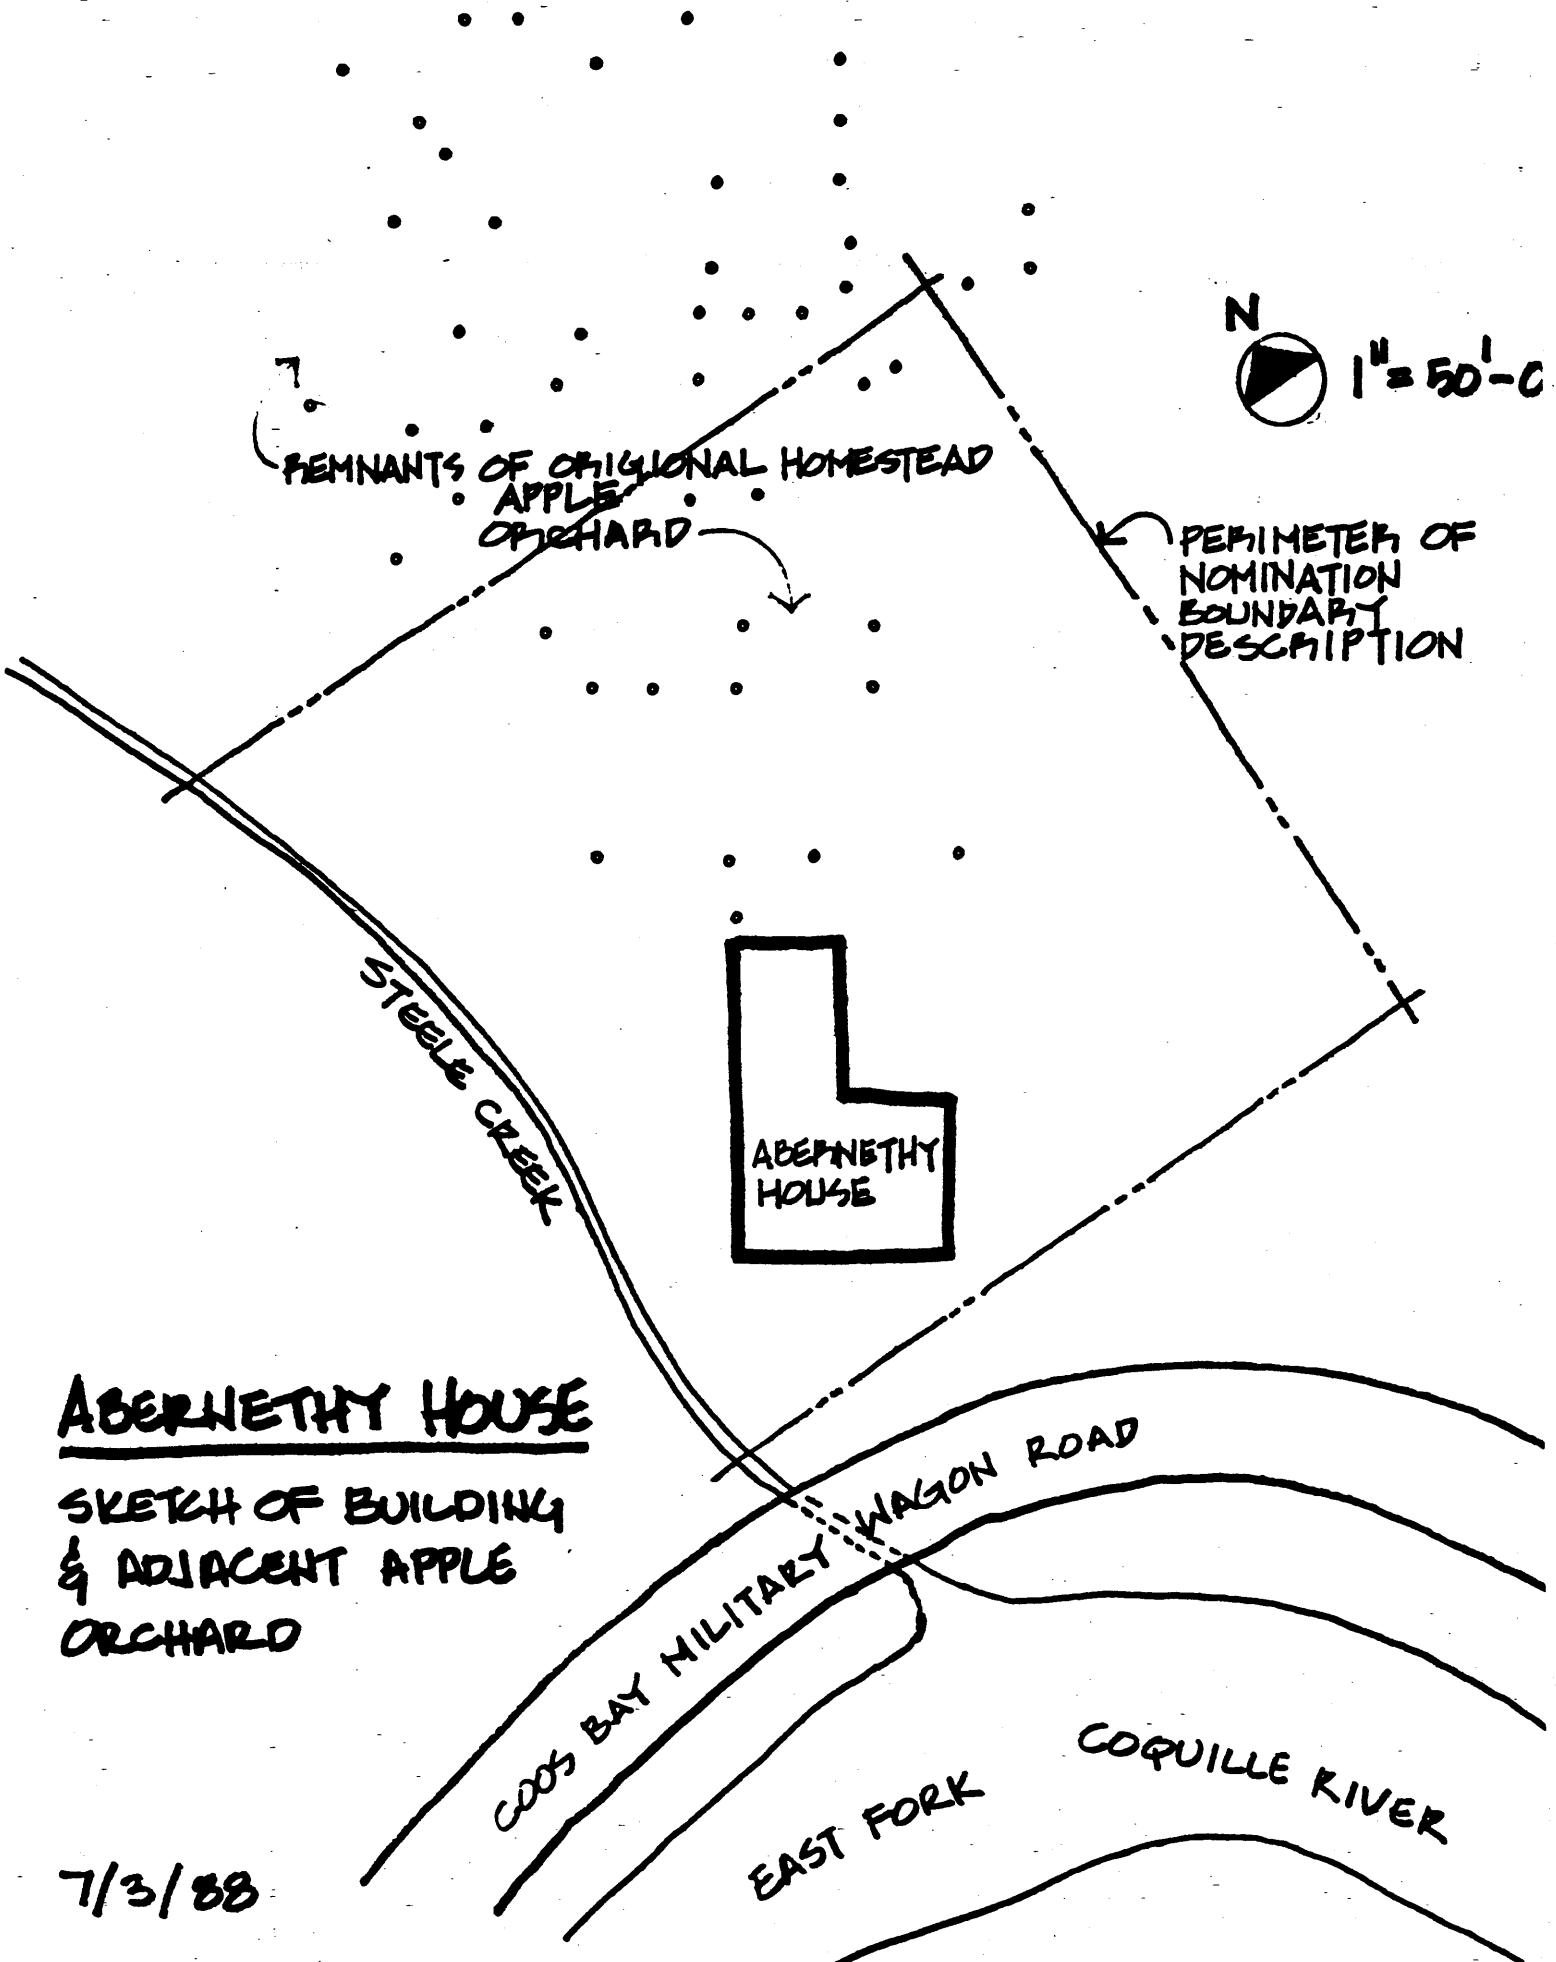 N
1"= 50'-0
REMNANTS OF ORIGIONAL HOMESTEAD
APPLE
ORCHARD
PERIMETER OF
NOMINATION
BOUNDARY
DESCRIPTION
STEELE CREEK
ABERNETHY
HOUSE
ABERNETHY HOUSE
SKETCH OF BUILDING
& ADJACENT APPLE
ORCHARD
COOS BAY MILITARY WAGON ROAD
EAST FORK COQUILLE RIVER
7/3/88